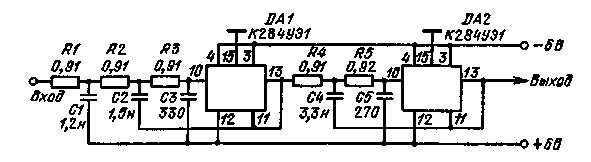 DA1 DA2
К284УЭ1 К284УЭ1
R1 R2 R3 4 15 3 R4 R5 4 15 3
0,91 0,91 0,91 0,91 0,92 -6В
10 13 10 13
Вход Выход
C1 C2 C3 C4 C5
1,2н 1,5н 330 12 11 3,3н 270 12 11
+6В